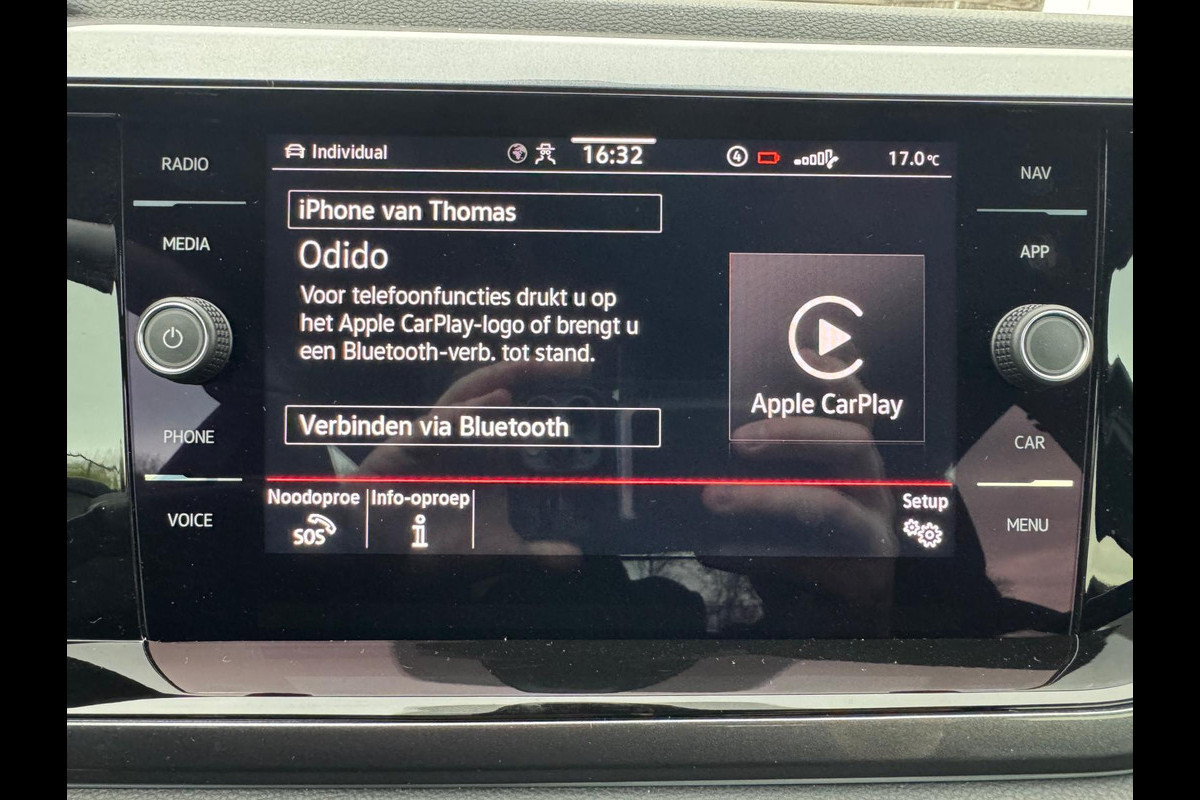 RADIO
MEDIA
PHONE
VOICE
Individual
16:32
4
17.0 °C
iPhone van Thomas
Odido
Voor telefoonfuncties drukt u op
het Apple CarPlay-logo of brengt u
een Bluetooth-verb. tot stand.
Verbinden via Bluetooth
Apple CarPlay
Noodoproe
SOS
Info-oproep
i
Setup
NAV
APP
CAR
MENU